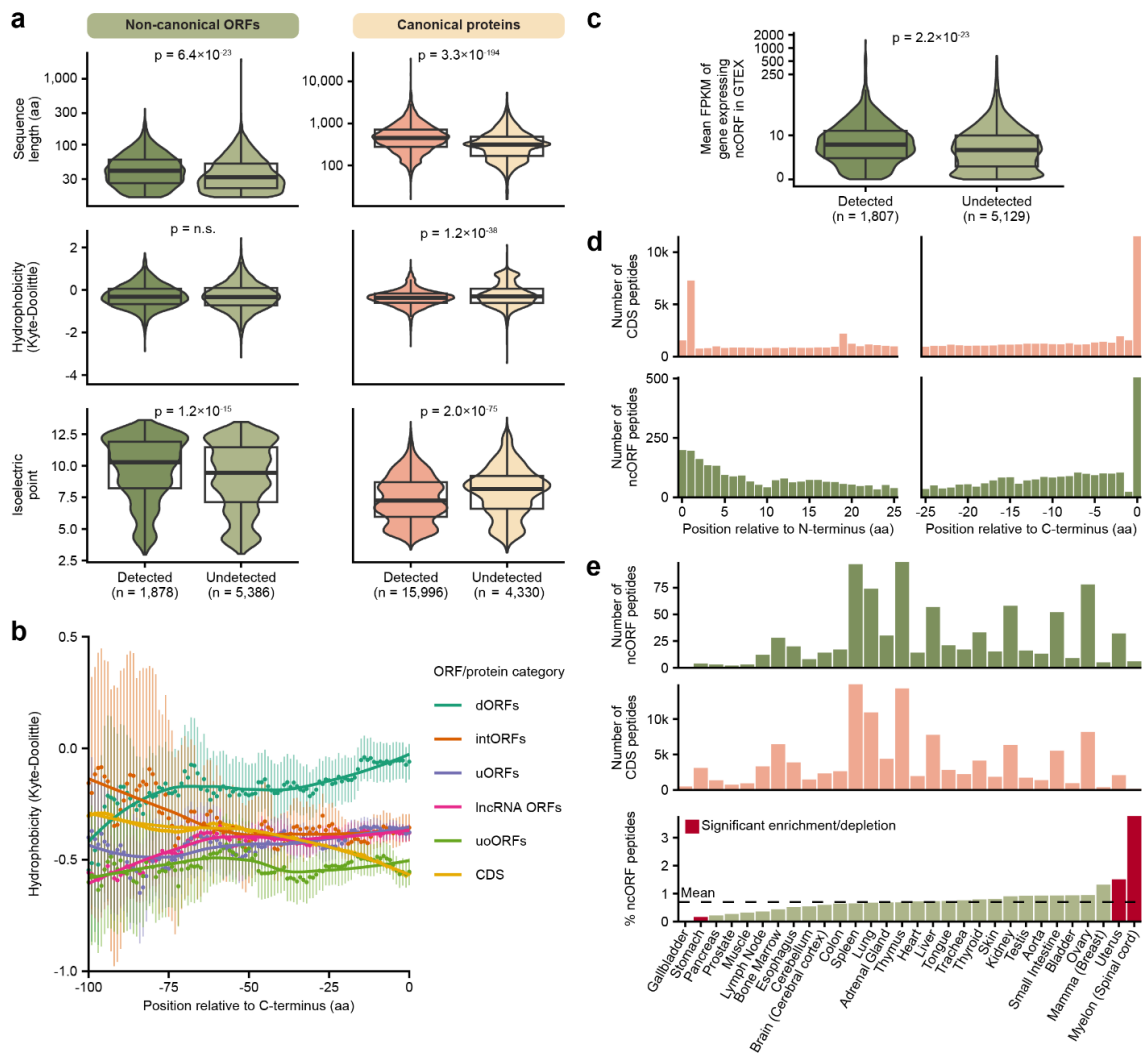 a
Non-canonical ORFs
Canonical proteins
p = 6.4×10-23
p = 3.3×10-194
Sequence
length (aa)
1,000
300
100
30
10,000
1,000
100
p = n.s.
p = 1.2×10-38
Hydrophobicity
(Kyte-Doolittle)
2
0
-2
-4
p = 1.2×10-15
p = 2.0×10-75
Isoelectric
point
12.5
10.0
7.5
5.0
2.5
Detected
(n = 1,878)
Undetected
(n = 5,386)
Detected
(n = 15,996)
Undetected
(n = 4,330)
b
Hydrophobicity (Kyte-Doolittle)
0.5
0.0
-0.5
-1.0
-100
-75
-50
-25
0
Position relative to C-terminus (aa)
ORF/protein category
dORFs
intORFs
uORFs
lncRNA ORFs
uoORFs
CDS
c
Mean FPKM of
gene expressing
ncORF in GTEX
2000
1000
500
250
10
0
p = 2.2×10-23
Detected
(n = 1,807)
Undetected
(n = 5,129)
d
Number of
CDS peptides
10k
5k
0
Number of
ncORF peptides
500
250
0
0
5
10
15
20
25
Position relative to N-terminus (aa)
-25
-20
-15
-10
-5
0
Position relative to C-terminus (aa)
e
Number of
ncORF peptides
75
50
25
0
Number of
CDS peptides
10k
5k
0
% ncORF peptides
3
2
1
0
Significant enrichment/depletion
Mean
Gallbladder
Stomach
Pancreas
Prostate
Muscle
Lymph Node
Bone Marrow
Esophagus
Cerebellum
Brain (Cerebral cortex)
Colon
Spleen
Lung
Adrenal Gland
Thymus
Heart
Liver
Tongue
Trachea
Thyroid
Skin
Kidney
Testis
Aorta
Small Intestine
Bladder
Ovary
Mamma (Breast)
Uterus
Myelon (Spinal cord)